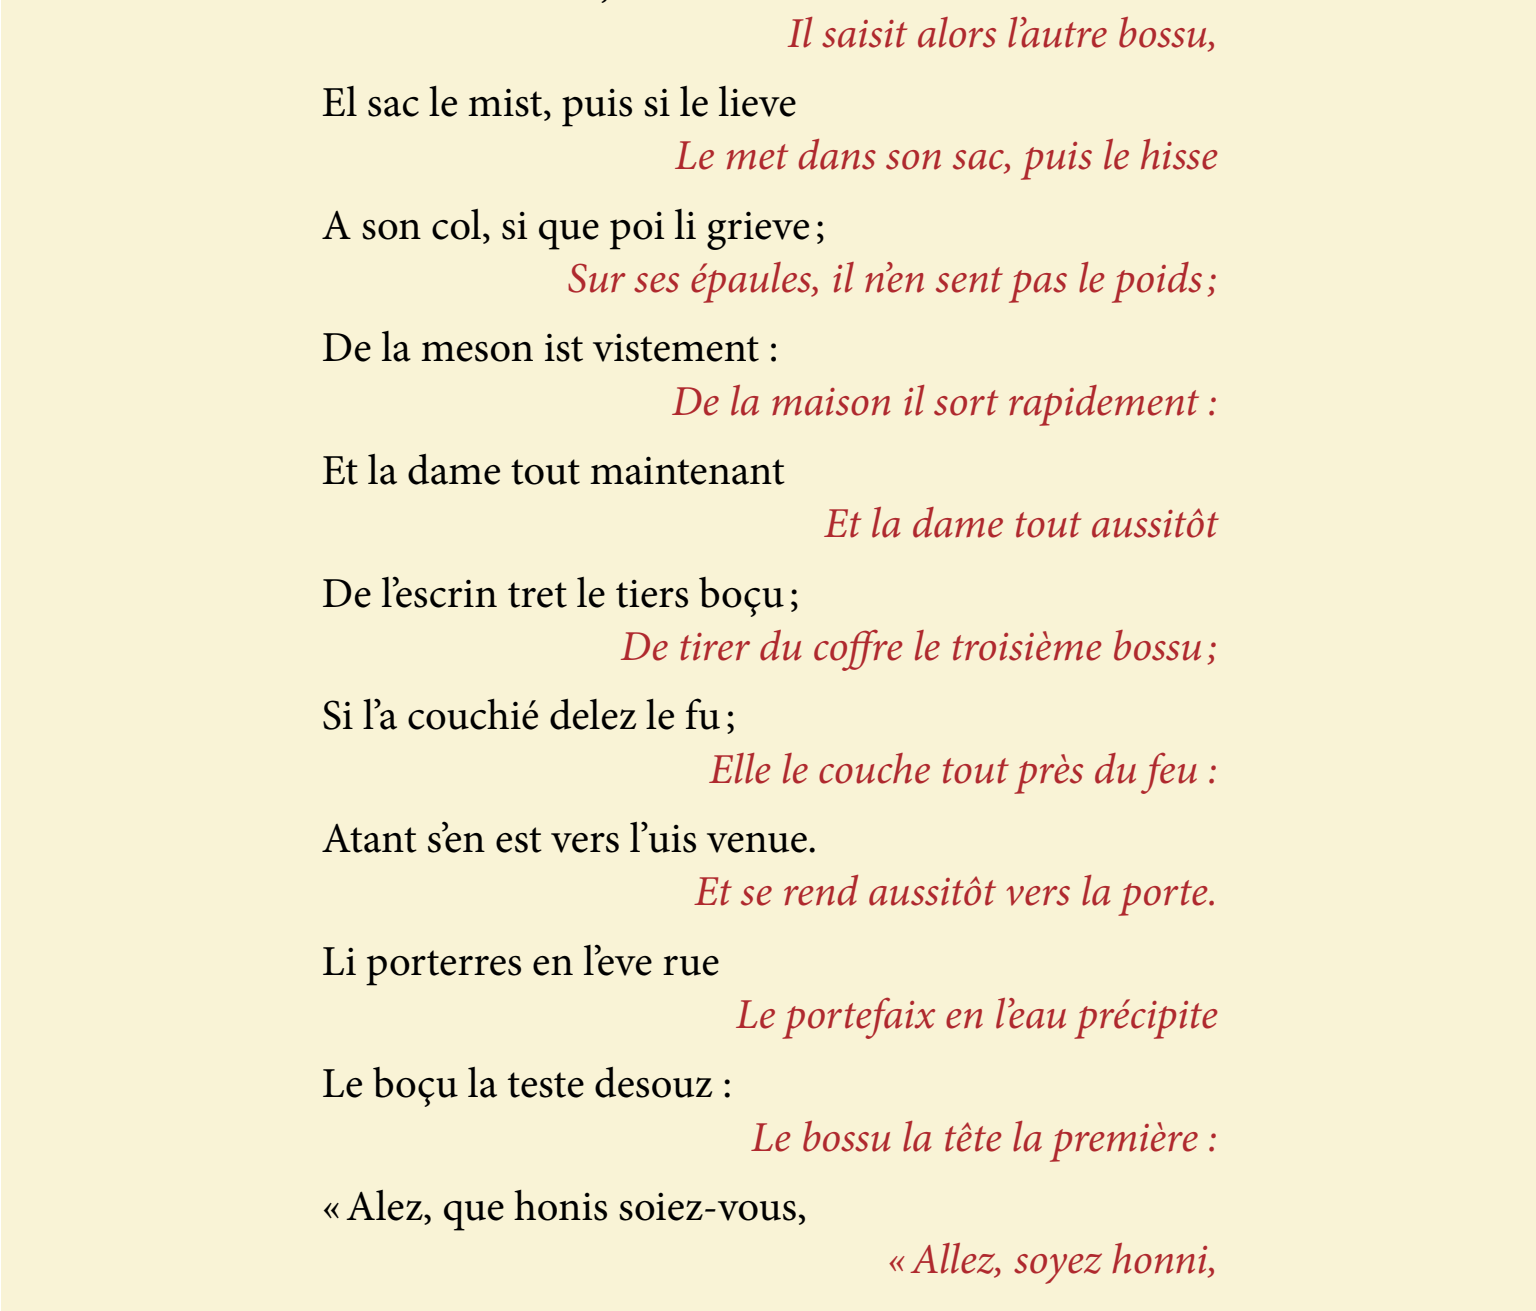 Il saisit alors l’autre bossu,
El sac le mist, puis si le lieve
Le met dans son sac, puis le hisse
A son col, si que poi li grieve ;
Sur ses épaules, il n’en sent pas le poids ;
De la meson ist vistement :
De la maison il sort rapidement :
Et la dame tout maintenant
Et la dame tout aussitôt
De l’escrin tret le tiers boçu ;
De tirer du coffre le troisième bossu ;
Si l’a couchié delez le fu ;
Elle le couche tout près du feu :
Atant s’en est vers l’uis venue.
Et se rend aussitôt vers la porte.
Li porterres en l’eve rue
Le portefaix en l’eau précipite
Le boçu la teste desouz :
Le bossu la tête la première :
« Alez, que honis soiez-vous,
« Allez, soyez honni,